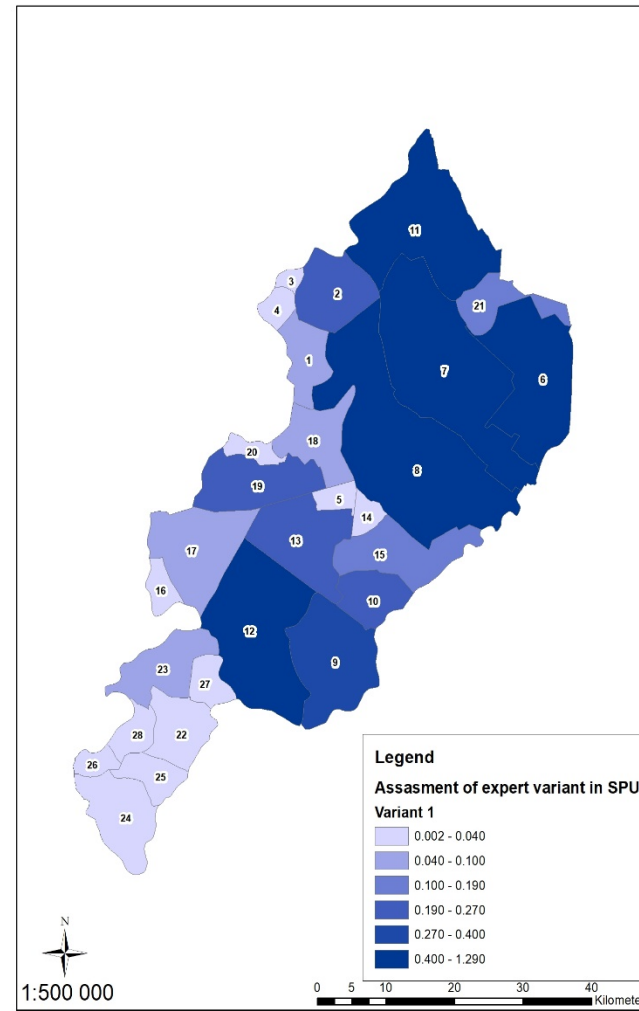 11
3
2
4
21
1
7
6
18
20
8
19
5
14
13
17
15
16
10
12
9
23
27
28
22
26
25
24
Legend
Assasment of expert variant in SPU
Variant 1
0.002 - 0.040
0.040 - 0.100
0.100 - 0.190
0.190 - 0.270
0.270 - 0.400
0.400 - 1.290
N
1:500 000
0 5 10 20 30 40
Kilomete